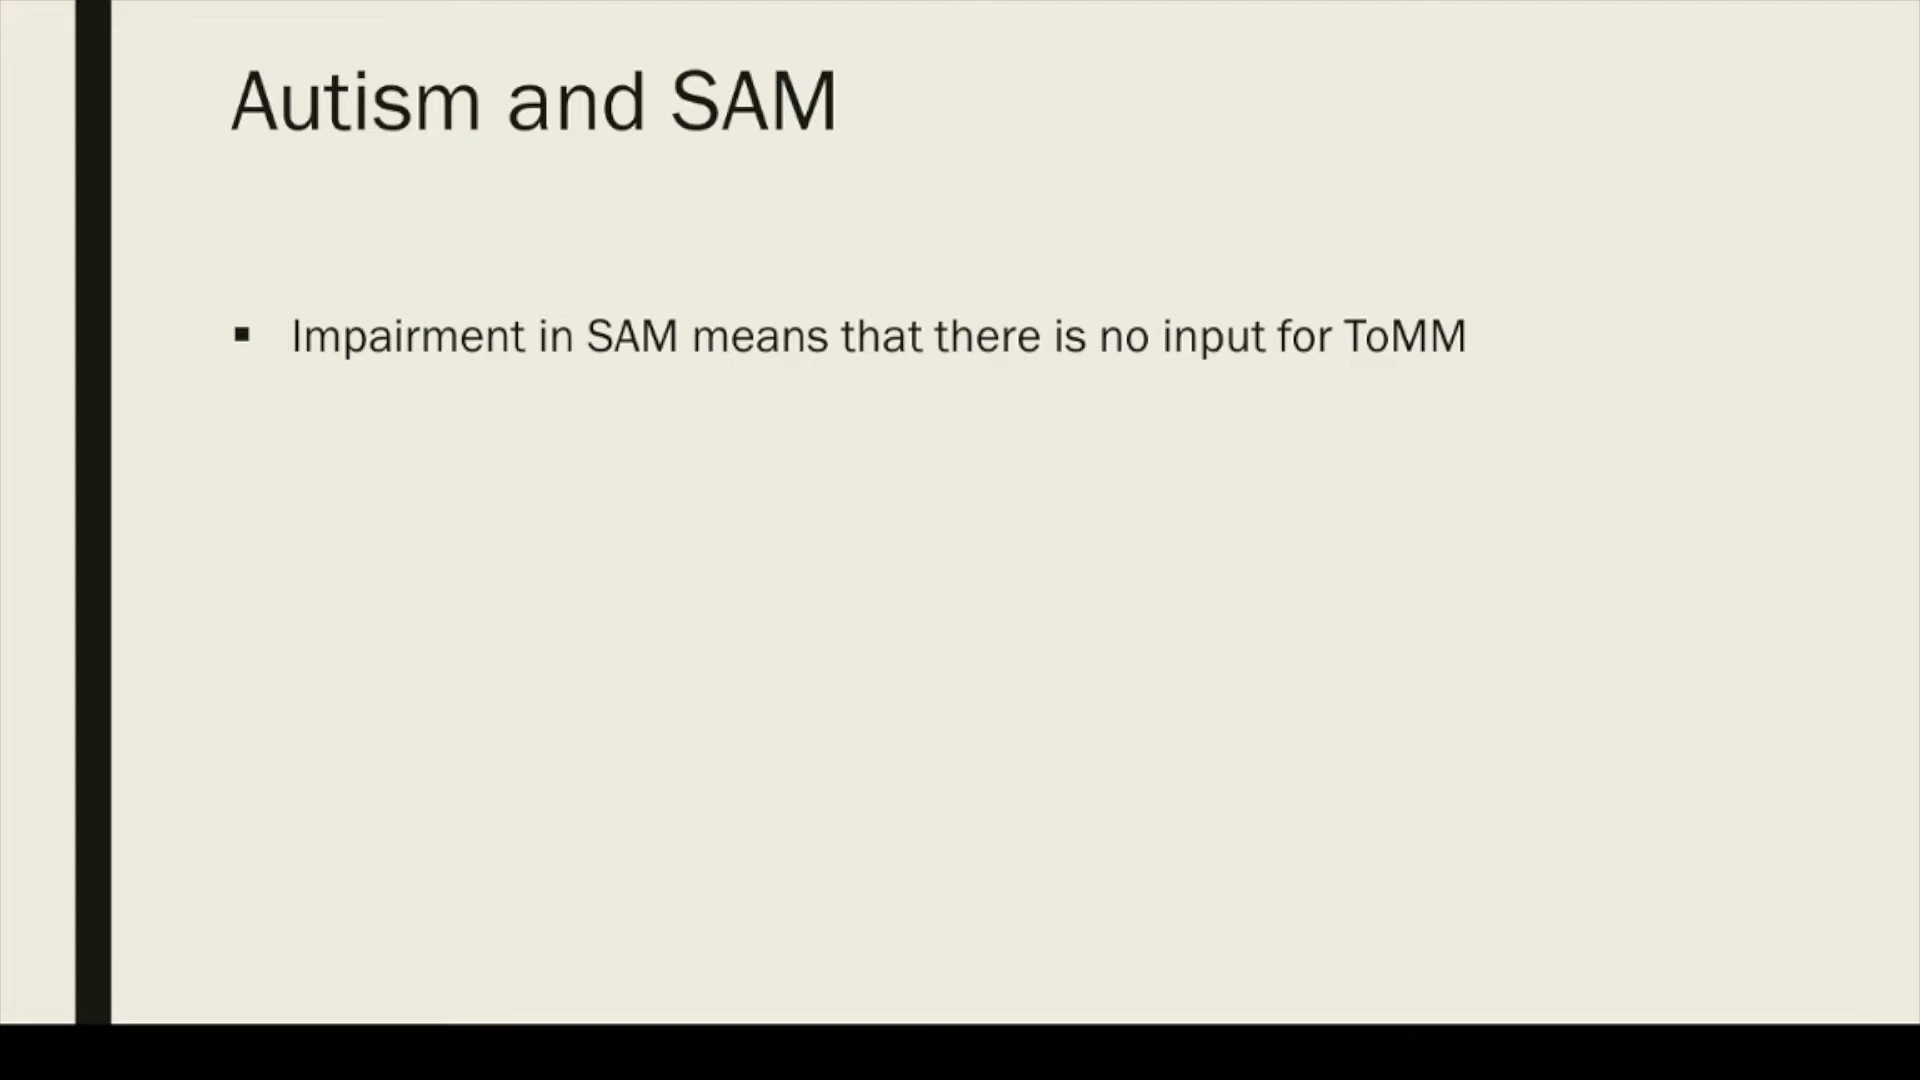 Autism and SAM
▪ Impairment in SAM means that there is no input for ToMM